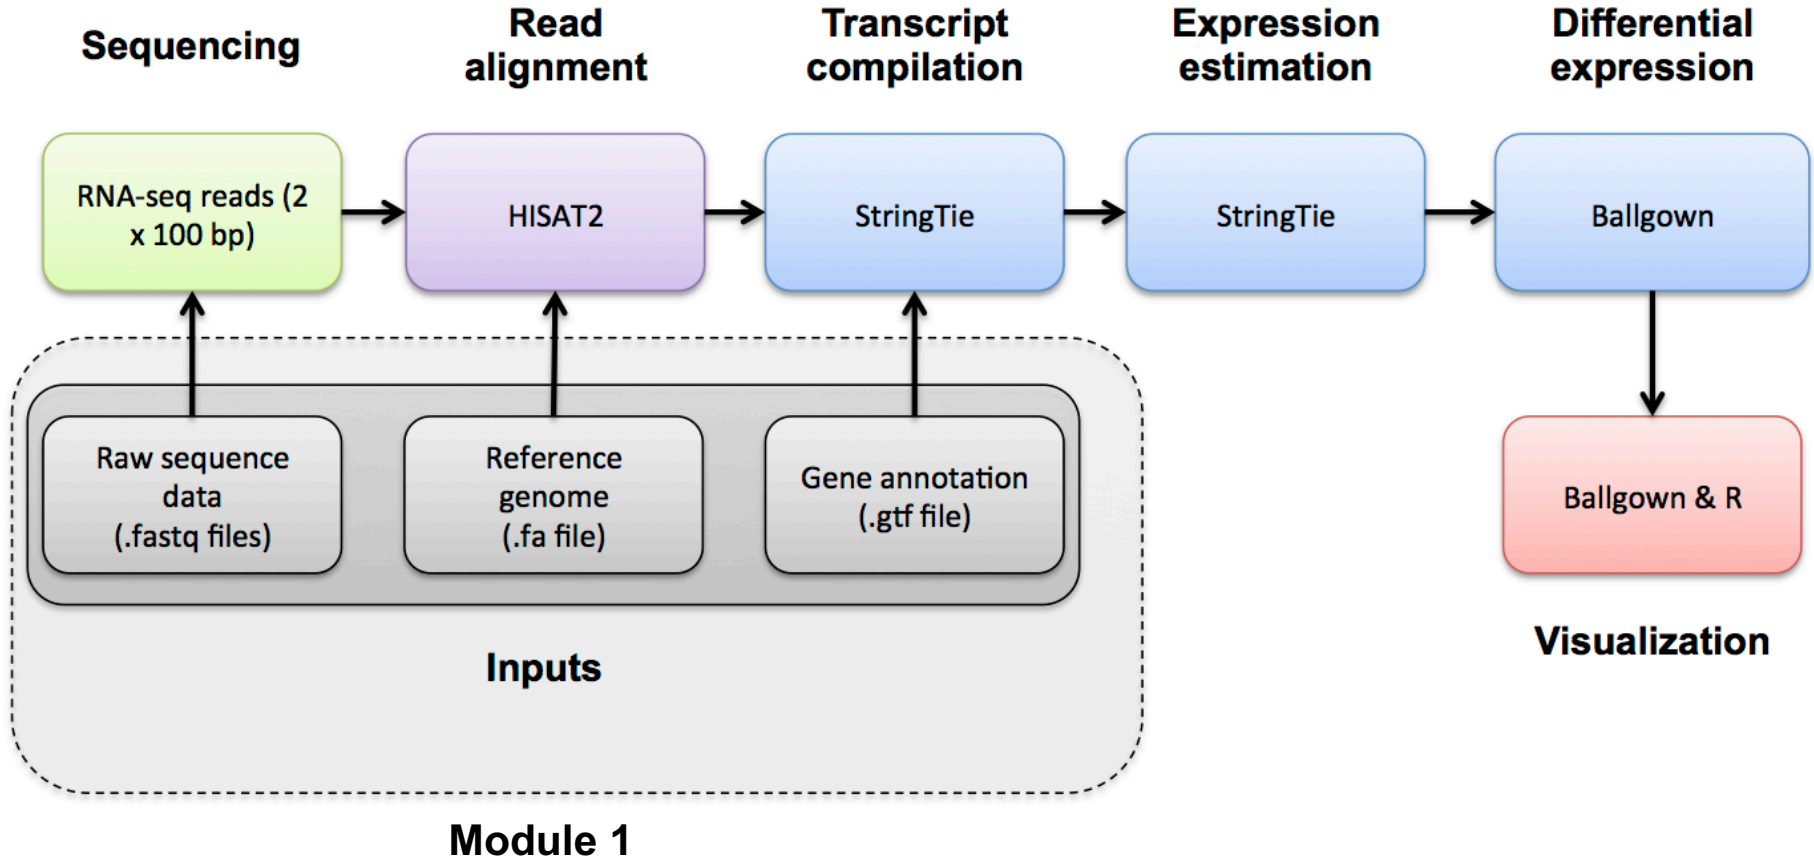 Sequencing
Read
alignment
Transcript
compilation
Expression
estimation
Differential
expression
RNA-seq reads (2
x 100 bp)
HISAT2
StringTie
StringTie
Ballgown
Raw sequence
data
(.fastq files)
Reference
genome
(.fa file)
Gene annotation
(.gtf file)
Ballgown & R
Inputs
Visualization
Module 1